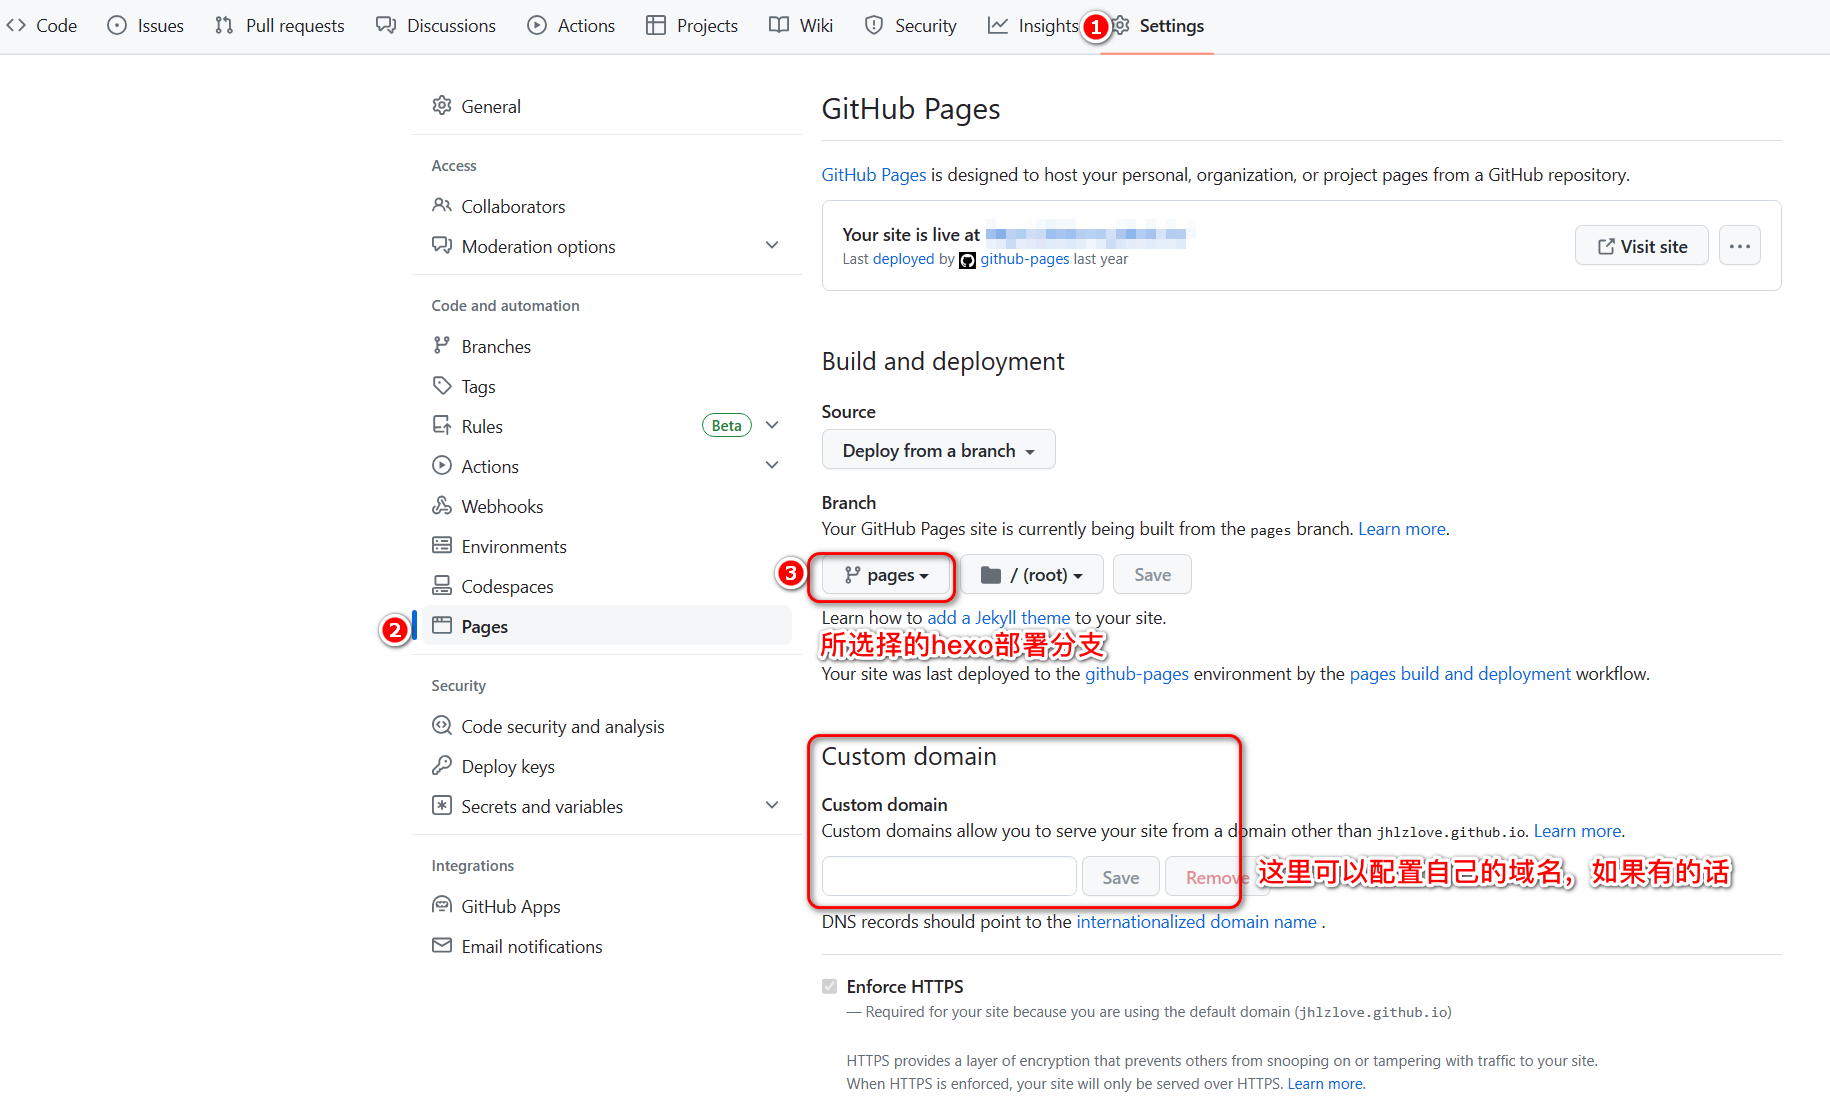 Code Issues Pull requests Discussions Actions Projects Wiki Security Insights 1 Settings
General
Access
Collaborators
Moderation options
Code and automation
Branches
Tags
Rules Beta
Actions
Webhooks
Environments
Codespaces
2 Pages
Security
Code security and analysis
Deploy keys
Secrets and variables
Integrations
GitHub Apps
Email notifications
GitHub Pages
GitHub Pages is designed to host your personal, organization, or project pages from a GitHub repository.
Your site is live at
Last deployed by github-pages last year
Visit site
Build and deployment
Source
Deploy from a branch
Branch
Your GitHub Pages site is currently being built from the pages branch. Learn more.
3 pages / (root) Save
Learn how to add a Jekyll theme to your site.
所选择的hexo部署分支
Your site was last deployed to the github-pages environment by the pages build and deployment workflow.
Custom domain
Custom domain
Custom domains allow you to serve your site from a domain other than jhlzlove.github.io. Learn more.
Save Remove 这里可以配置自己的域名，如果有的话
DNS records should point to the internationalized domain name .
Enforce HTTPS
— Required for your site because you are using the default domain (jhlzlove.github.io)
HTTPS provides a layer of encryption that prevents others from snooping on or tampering with traffic to your site.
When HTTPS is enforced, your site will only be served over HTTPS. Learn more.